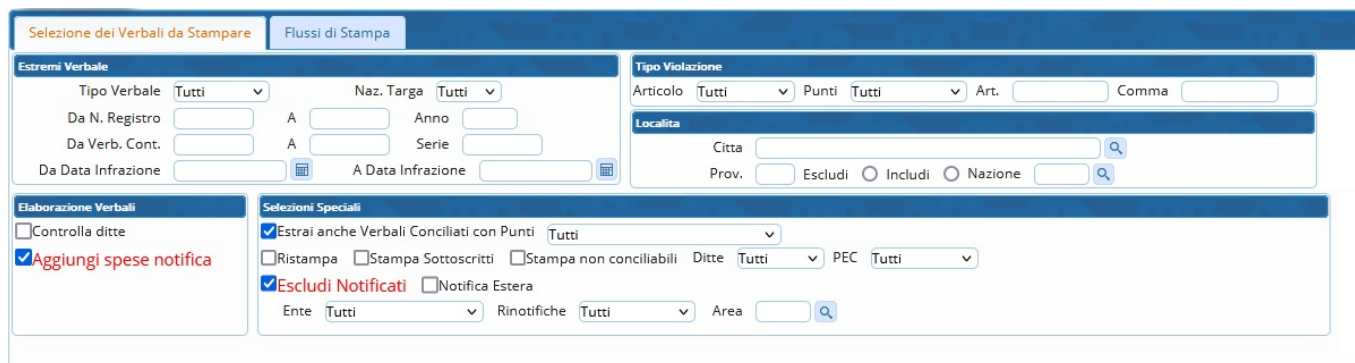 Selezione dei Verbali da Stampare Flussi di Stampa
Estremi Verbale
Tipo Verbale Tutti Naz. Targa Tutti
Da N. Registro A Anno
Da Verb. Cont. A Serie
Da Data Infrazione A Data Infrazione
Tipo Violazione
Articolo Tutti Punti Tutti Art. Comma
Localita
Citta
Prov. Escludi Includi Nazione
Elaborazione Verbali
Controlla ditte
Aggiungi spese notifica
Selezioni Speciali
Estrai anche Verbali Conciliati con Punti Tutti
Ristampa Stampa Sottoscritti Stampa non conciliabili Ditte Tutti PEC Tutti
Escludi Notificati Notifica Estera
Ente Tutti Rinotifiche Tutti Area